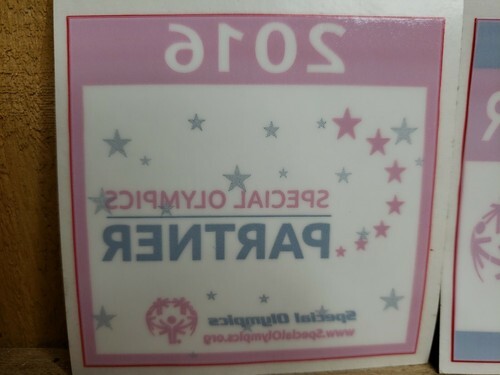 2016
SPECIAL OLYMPICS
PARTNER
Special Olympics
www.SpecialOlympics.org
R